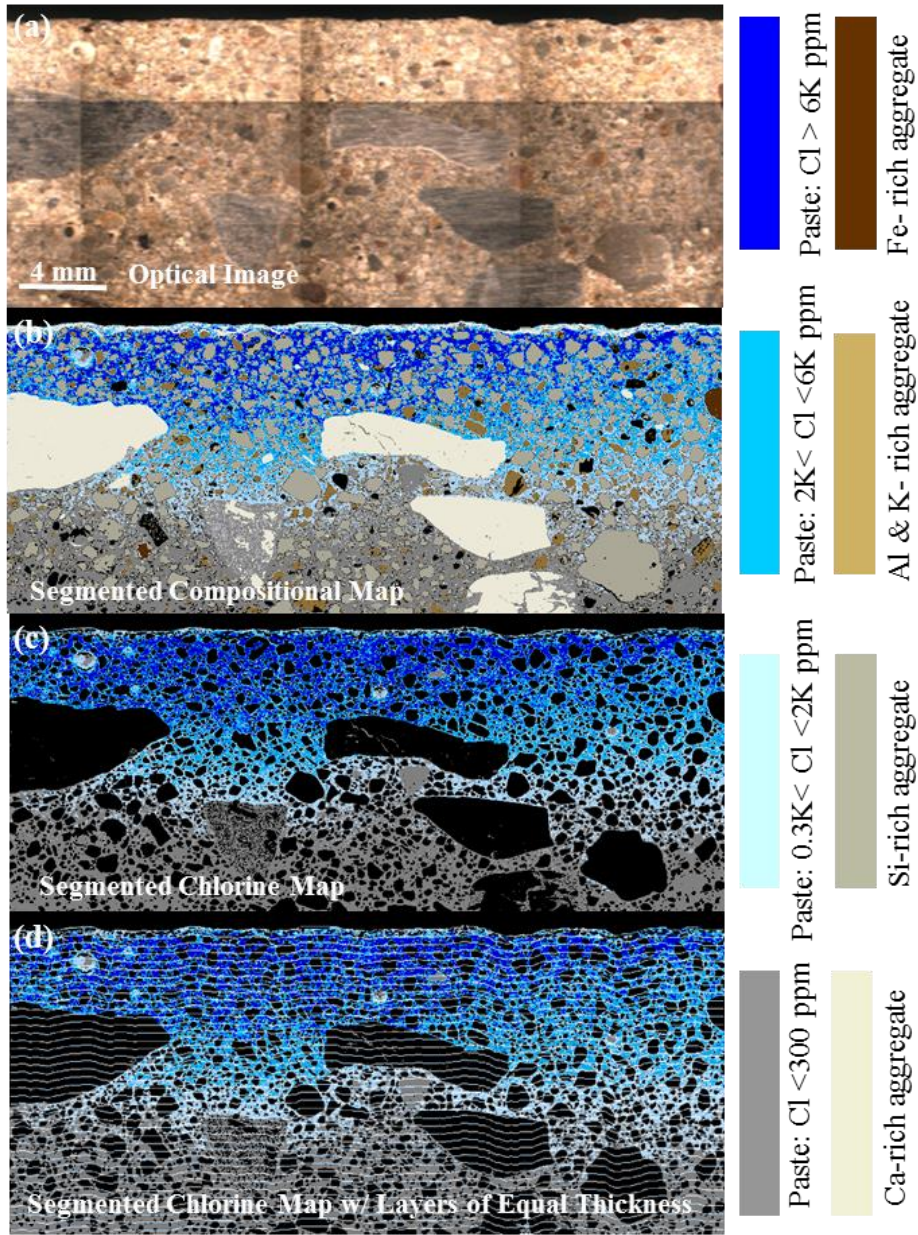 (a)
4 mm
Optical Image
(b)
Segmented Compositional Map
(c)
Segmented Chlorine Map
(d)
Segmented Chlorine Map w/ Layers of Equal Thickness
Paste: Cl > 6K ppm
Fe- rich aggregate
Paste: 2K< Cl <6K ppm
Al & K- rich aggregate
Paste: 0.3K< Cl <2K ppm
Si-rich aggregate
Paste: Cl <300 ppm
Ca-rich aggregate